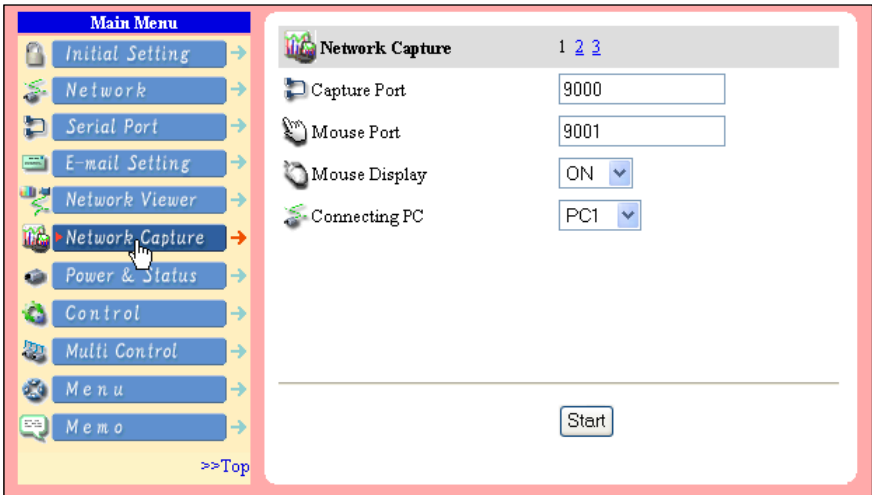 Main Menu
Initial Setting
Network
Serial Port
E-mail Setting
Network Viewer
Network Capture
Power & Status
Control
Multi Control
Menu
Memo
>>Top
Network Capture 1 2 3
Capture Port 9000
Mouse Port 9001
Mouse Display ON
Connecting PC PC1
Start